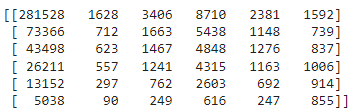 [[281528 1628 3406 8710 2381 1592]
[ 73366 712 1663 5438 1148 739]
[ 43498 623 1467 4848 1276 837]
[ 26211 557 1241 4315 1163 1006]
[ 13152 297 762 2603 692 914]
[ 5038 90 249 616 247 855]]